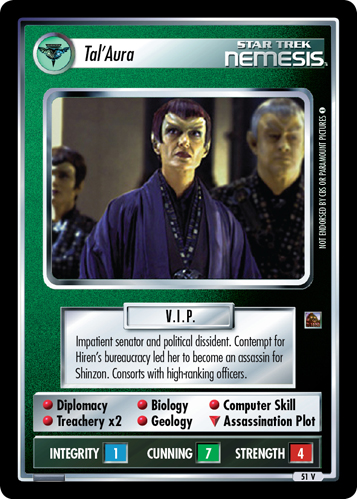 Tal'Aura
STAR TREK
NEMESIS
NOT ENDORSED BY CBS OR PARAMOUNT PICTURES
V.I.P.
Impatient senator and political dissident. Contempt for
Hiren's bureaucracy led her to become an assassin for
Shinzon. Consorts with high-ranking officers.
Diplomacy Biology Computer Skill
Treachery x2 Geology Assassination Plot
INTEGRITY 1 CUNNING 7 STRENGTH 4
51 V